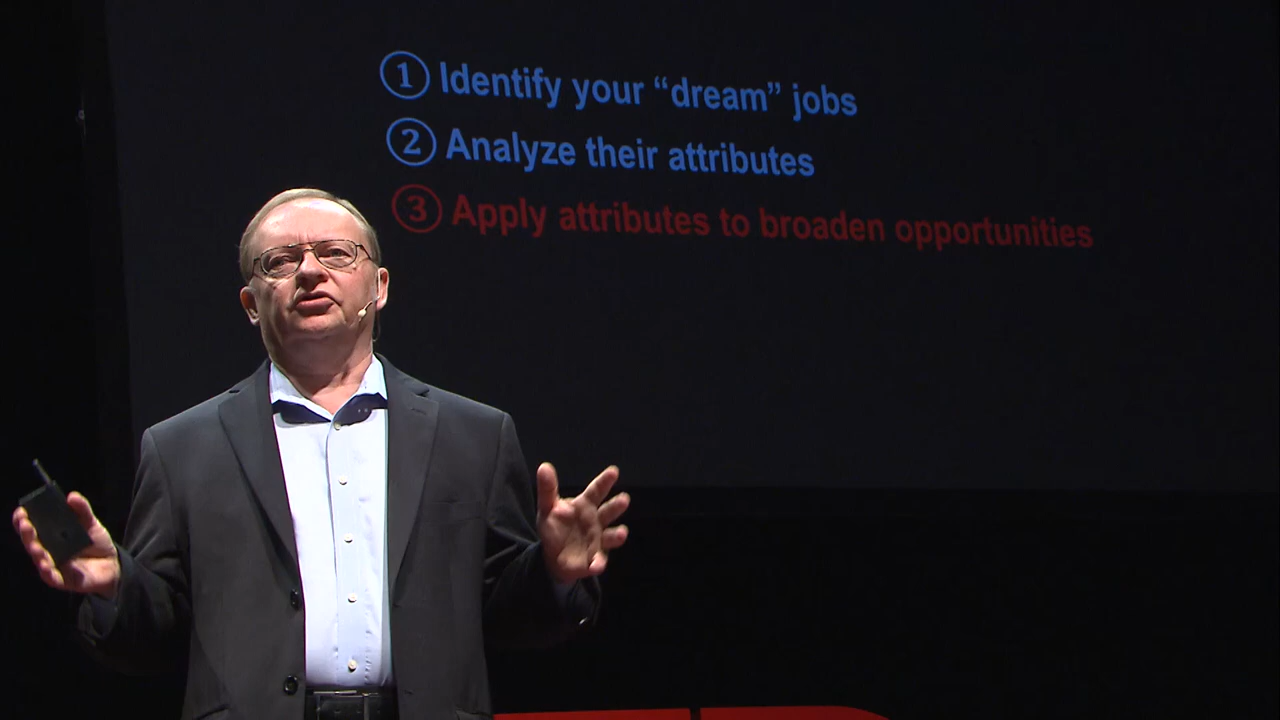 ① Identify your “dream” jobs
② Analyze their attributes
③ Apply attributes to broaden opportunities